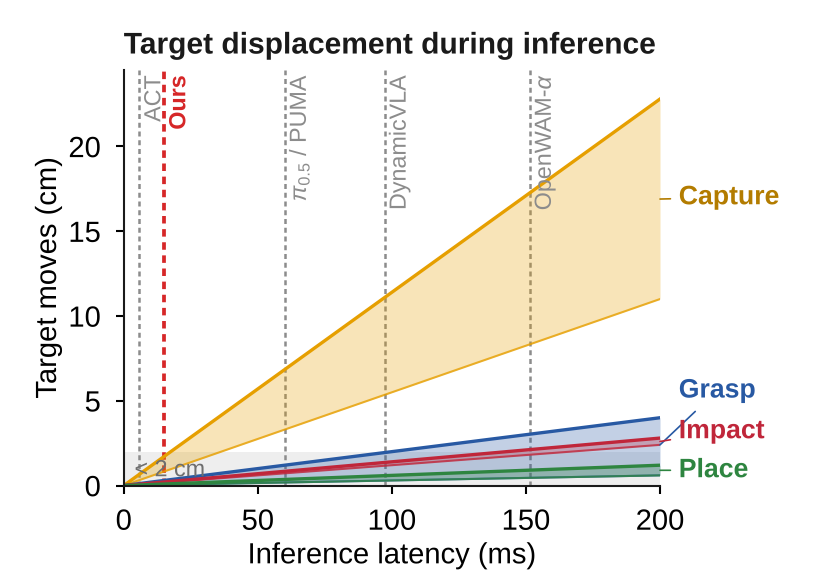 Target displacement during inference
ACT
Ours
π0.5 / PUMA
DynamicVLA
OpenWAM-α
Target moves (cm)
20
15
10
5
0
< 2 cm
Capture
Grasp
Impact
Place
0 50 100 150 200
Inference latency (ms)